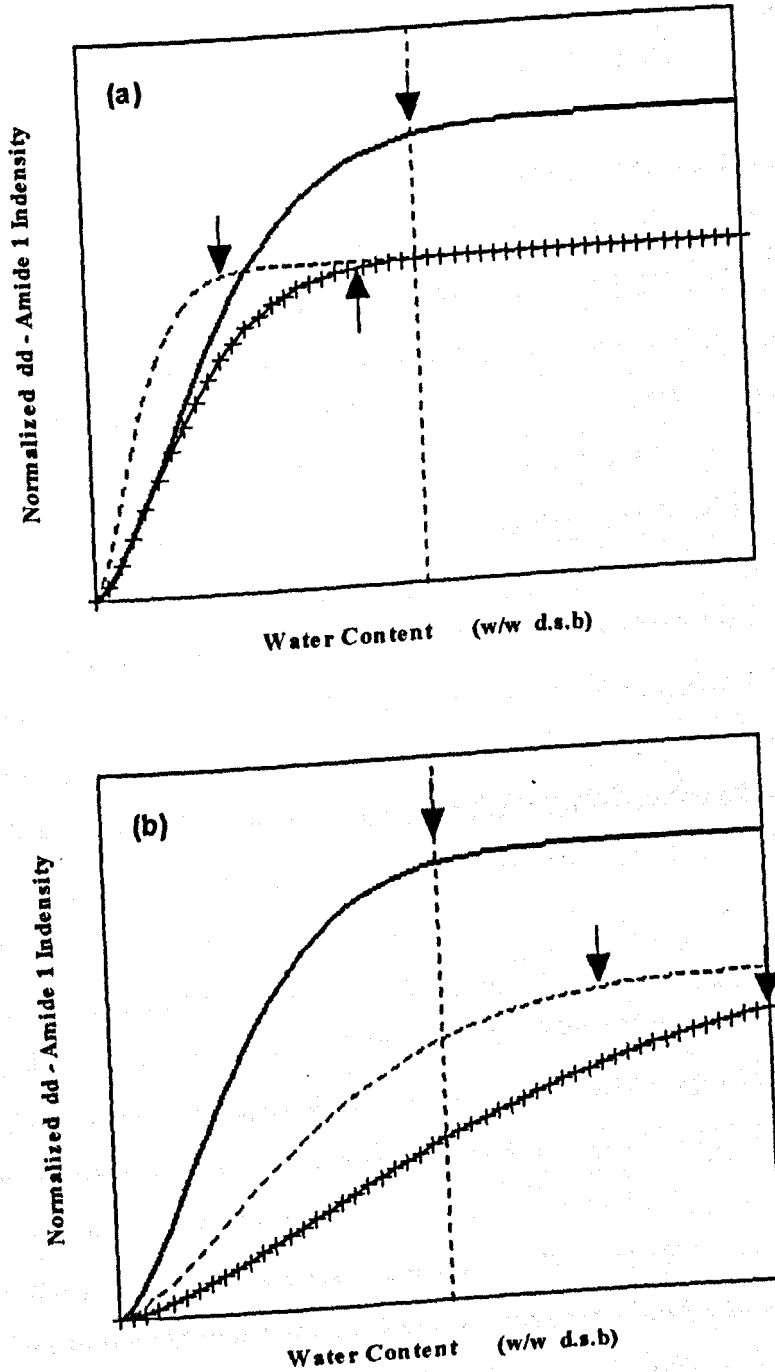 (a)
Normalized dd - Amide 1 Indensity
Water Content (w/w d.s.b)
(b)
Normalized dd - Amide 1 Indensity
Water Content (w/w d.s.b)